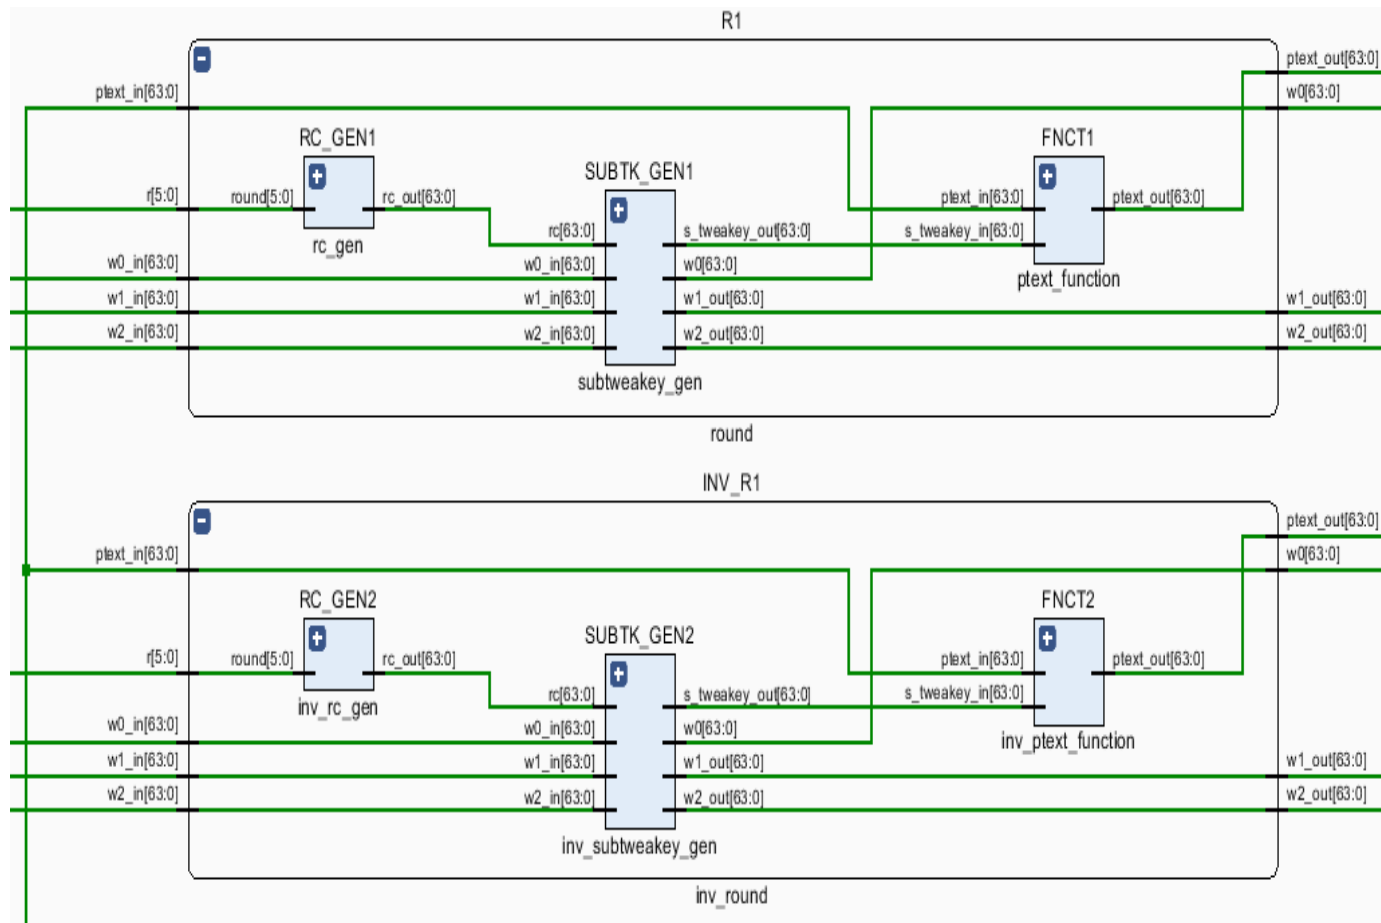 R1
ptext_out[63:0]
ptext_in[63:0]
w0[63:0]
RC_GEN1
FNCT1
SUBTK_GEN1
r[5:0]
round[5:0]
rc_out[63:0]
ptext_in[63:0]
ptext_out[63:0]
rc[63:0]
s_tweakey_out[63:0]
s_tweakey_in[63:0]
rc_gen
w0_in[63:0]
w0_in[63:0]
w0[63:0]
ptext_function
w1_in[63:0]
w1_in[63:0]
w1_out[63:0]
w1_out[63:0]
w2_in[63:0]
w2_in[63:0]
w2_out[63:0]
w2_out[63:0]
subtweakey_gen
round
INV_R1
ptext_out[63:0]
ptext_in[63:0]
w0[63:0]
RC_GEN2
FNCT2
SUBTK_GEN2
r[5:0]
round[5:0]
rc_out[63:0]
ptext_in[63:0]
ptext_out[63:0]
rc[63:0]
s_tweakey_out[63:0]
s_tweakey_in[63:0]
inv_rc_gen
w0_in[63:0]
w0_in[63:0]
w0[63:0]
inv_ptext_function
w1_in[63:0]
w1_in[63:0]
w1_out[63:0]
w1_out[63:0]
w2_in[63:0]
w2_in[63:0]
w2_out[63:0]
w2_out[63:0]
inv_subtweakey_gen
inv_round